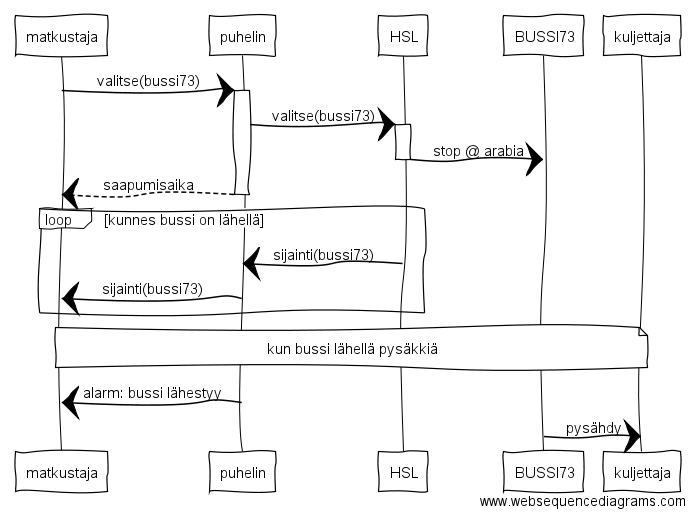 matkustaja puhelin HSL BUSSI73 kuljettaja
valitse(bussi73)
valitse(bussi73)
stop @ arabia
saapumisaika
loop [kunnes bussi on lähellä]
sijainti(bussi73)
sijainti(bussi73)
kun bussi lähellä pysäkkiä
alarm: bussi lähestyy
pysähdy
matkustaja puhelin HSL BUSSI73 kuljettaja
www.websequencediagrams.com